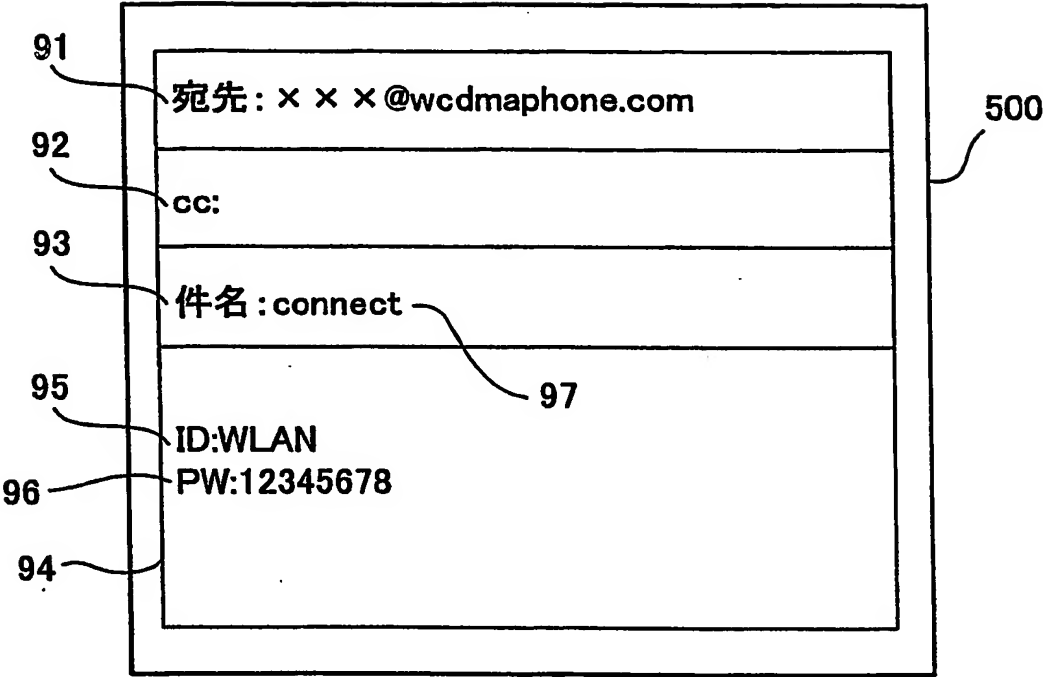 91
宛先: × × ×@wcdmaphone.com
500
92
cc:
93
件名:connect
97
95
ID:WLAN
96
PW:12345678
94